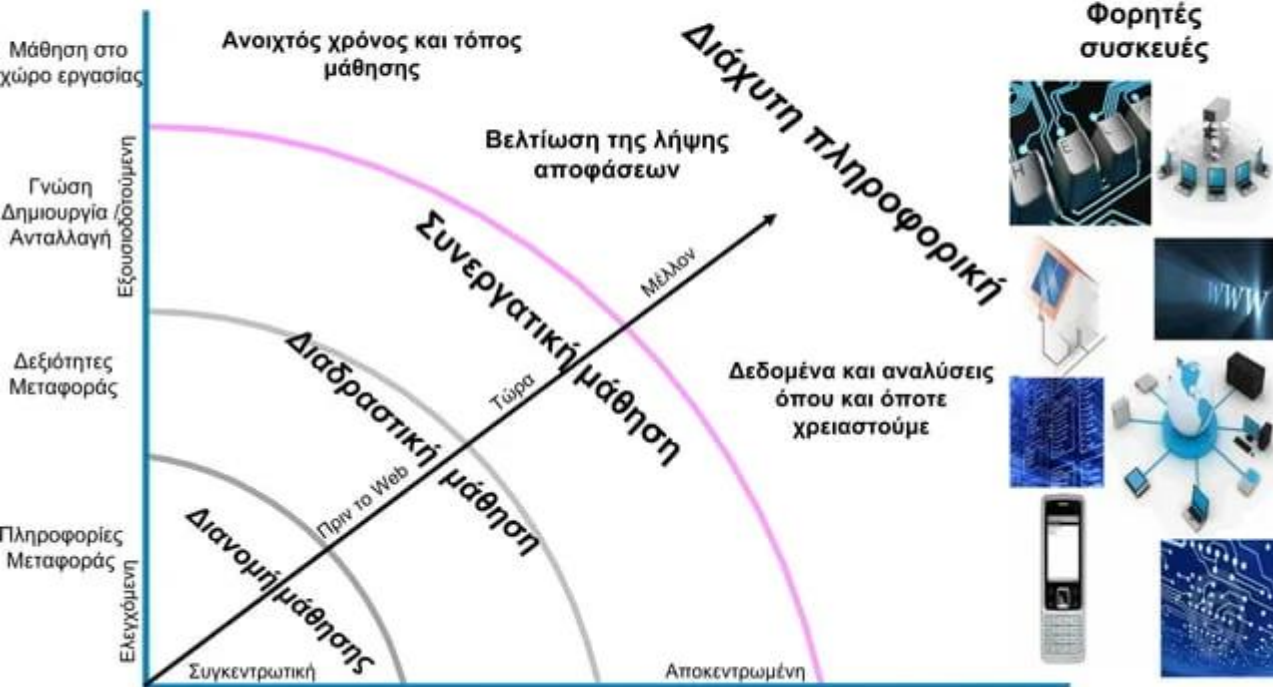 Μάθηση στο
χώρο εργασίας
Ανοιχτός χρόνος και τόπος
μάθησης
Διάχυτη πληροφορική
Φορητές
συσκευές
Εξουσιοδοτούμενη
Βελτίωση της λήψης
αποφάσεων
Γνώση
Δημιουργία /
Ανταλλαγή
Συνεργατική μάθηση
Μέλλον
WWW
Δεξιότητες
Μεταφοράς
Διαδραστική μάθηση
Τώρα
Δεδομένα και αναλύσεις
όπου και όποτε
χρειαστούμε
Πληροφορίες
Μεταφοράς
Πριν το Web
Διανομή μάθησης
Ελεγχόμενη
Συγκεντρωτική
Αποκεντρωμένη